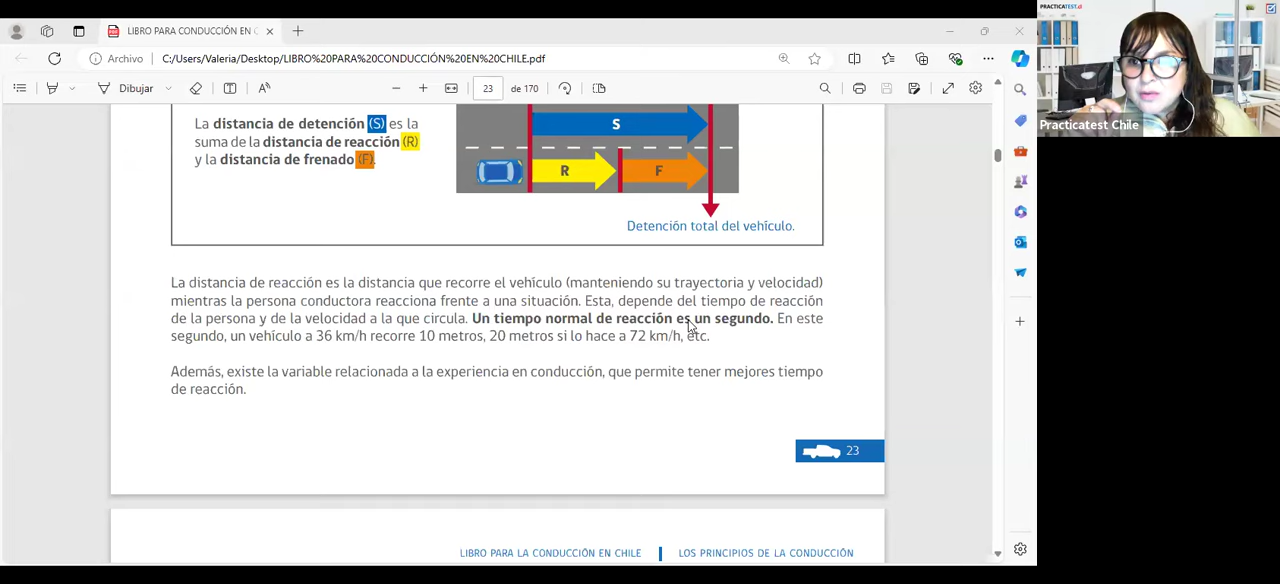 LIBRO PARA CONDUCCIÓN EN C
Archivo
C:/Users/Valeria/Desktop/LIBRO%20PARA%20CONDUCCIÓN%20EN%20CHILE.pdf
Dibujar
23
de 170
PRACTICATEST.cl
Practicatest Chile
La distancia de detención (S) es la
suma de la distancia de reacción (R)
y la distancia de frenado (F).
S
R
F
Detención total del vehículo.
La distancia de reacción es la distancia que recorre el vehículo (manteniendo su trayectoria y velocidad)
mientras la persona conductora reacciona frente a una situación. Esta, depende del tiempo de reacción
de la persona y de la velocidad a la que circula. Un tiempo normal de reacción es un segundo. En este
segundo, un vehículo a 36 km/h recorre 10 metros, 20 metros si lo hace a 72 km/h, etc.
Además, existe la variable relacionada a la experiencia en conducción, que permite tener mejores tiempo
de reacción.
23
LIBRO PARA LA CONDUCCIÓN EN CHILE
LOS PRINCIPIOS DE LA CONDUCCIÓN